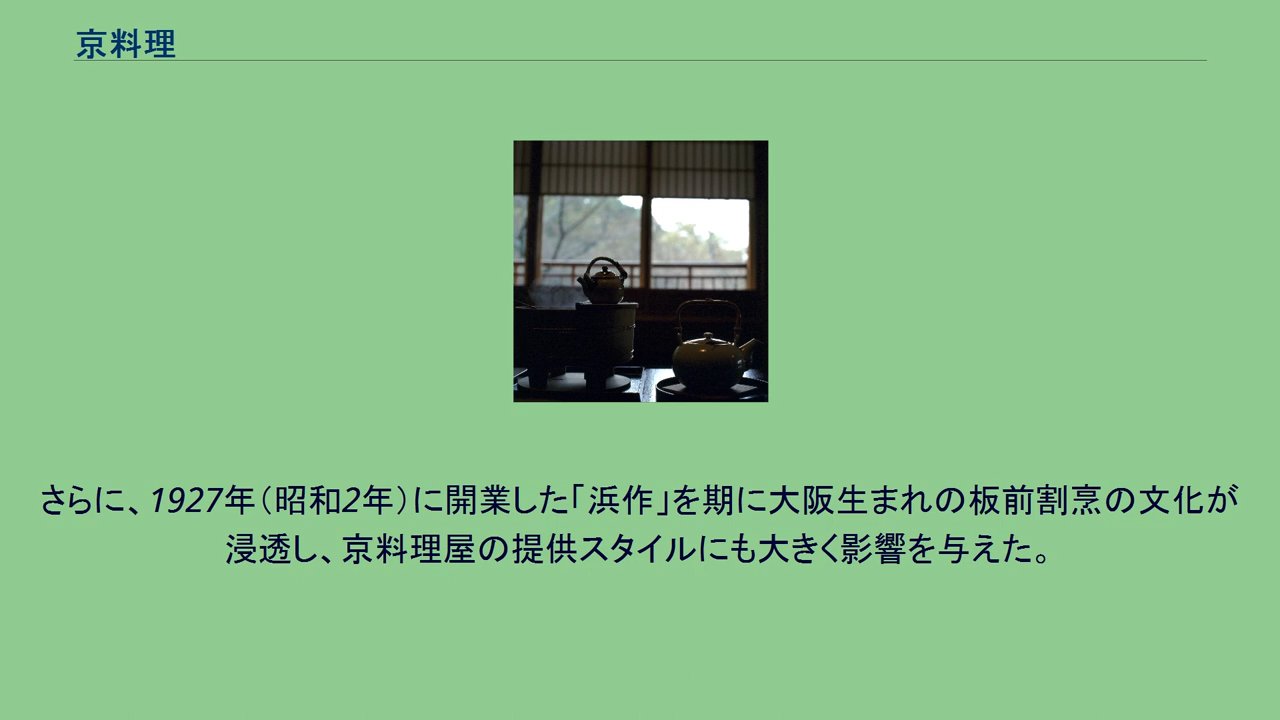 京料理
さらに、1927年（昭和2年）に開業した「浜作」を期に大阪生まれの板前割烹の文化が
浸透し、京料理屋の提供スタイルにも大きく影響を与えた。